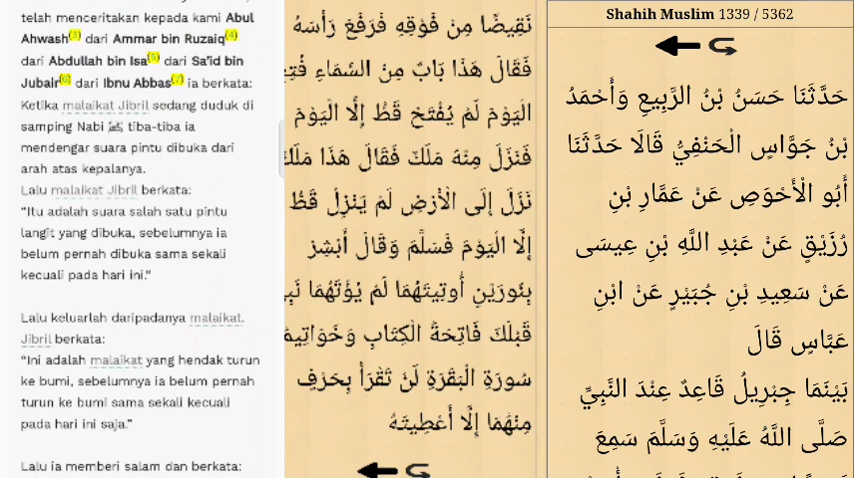 telah menceritakan kepada kami Abul
Ahwash(3) dari Ammar bin Ruzaiq(4)
dari Abdullah bin Isa(5) dari Sa'id bin
Jubair(6) dari Ibnu Abbas(7) ia berkata:
Ketika malaikat Jibril sedang duduk di
samping Nabi ﷺ tiba-tiba ia
mendengar suara pintu dibuka dari
arah atas kepalanya.
Lalu malaikat Jibril berkata:
“Itu adalah suara salah satu pintu
langit yang dibuka, sebelumnya ia
belum pernah dibuka sama sekali
kecuali pada hari ini.”
Lalu keluarlah daripadanya malaikat.
Jibril berkata:
“Ini adalah malaikat yang hendak turun
ke bumi, sebelumnya ia belum pernah
turun ke bumi sama sekali kecuali
pada hari ini saja.”
Lalu ia memberi salam dan berkata:
نَقِيضًا مِنْ فَوْقِهِ فَرَفَعَ رَأْسَهُ
فَقَالَ هَذَا بَابٌ مِنْ السَّمَاءِ فُتِحَ
الْيَوْمَ لَمْ يُفْتَحْ قَطُّ إِلَّا الْيَوْمَ
فَنَزَلَ مِنْهُ مَلَكٌ فَقَالَ هَذَا مَلَكٌ
نَزَلَ إِلَى الْأَرْضِ لَمْ يَنْزِلْ قَطُّ
إِلَّا الْيَوْمَ فَسَلَّمَ وَقَالَ أَبْشِرْ
بِنُورَيْنِ أُوتِيتَهُمَا لَمْ يُؤْتَهُمَا
قَبْلَكَ فَاتِحَةُ الْكِتَابِ وَخَوَاتِيمُ
سُورَةِ الْبَقَرَةِ لَنْ تَقْرَأَ بِحَرْفٍ
مِنْهُمَا إِلَّا أُعْطِيتَهُ
Shahih Muslim 1339 / 5362
حَدَّثَنَا حَسَنُ بْنُ الرَّبِيعِ وَأَحْمَدُ
بْنُ جَوَّاسٍ الْحَنَفِيُّ قَالَا حَدَّثَنَا
أَبُو الْأَحْوَصِ عَنْ عَمَّارِ بْنِ
رُزَيْقٍ عَنْ عَبْدِ اللَّهِ بْنِ عِيسَى
عَنْ سَعِيدِ بْنِ جُبَيْرٍ عَنْ ابْنِ
عَبَّاسٍ قَالَ
بَيْنَمَا جِبْرِيلُ قَاعِدٌ عِنْدَ النَّبِيِّ
صَلَّى اللَّهُ عَلَيْهِ وَسَلَّمَ سَمِعَ